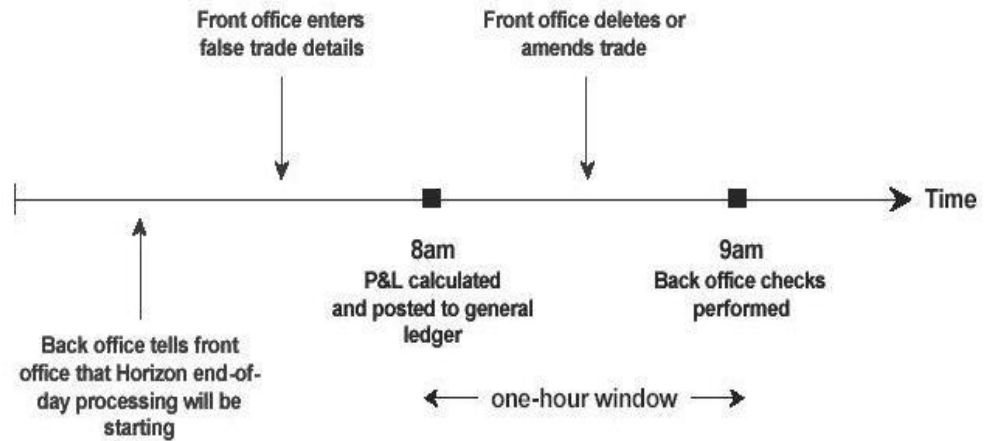 Front office enters
false trade details
Front office deletes or
amends trade
Time
8am
P&L calculated
and posted to general
ledger
9am
Back office checks
performed
Back office tells front
office that Horizon end-of-
day processing will be
starting
one-hour window